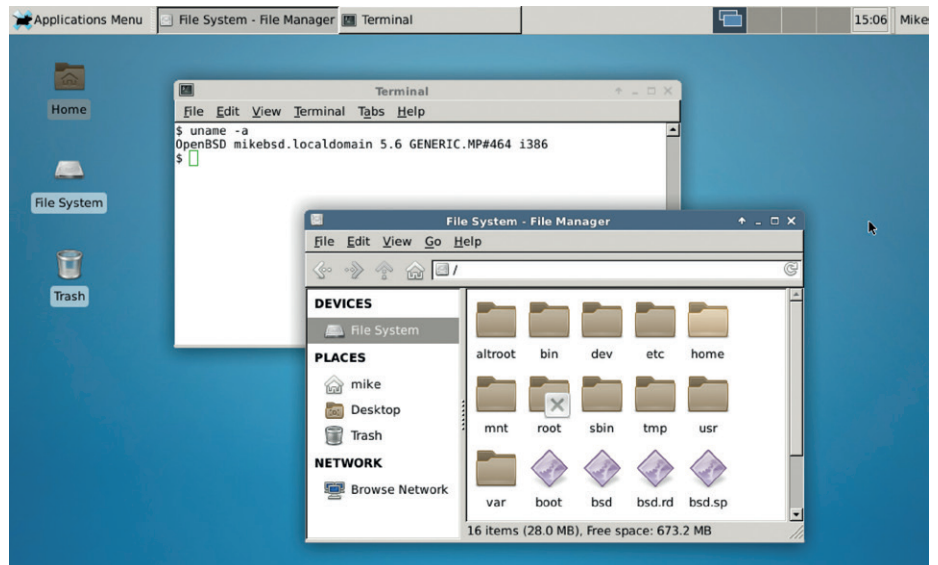 Applications Menu File System - File Manager Terminal 15:06 Mike
Home
File System
Trash
Terminal
File Edit View Terminal Tabs Help
$ uname -a
OpenBSD mikebsd.localdomain 5.6 GENERIC.MP#464 i386
$
File System - File Manager
File Edit View Go Help
/
DEVICES
File System
PLACES
mike
Desktop
Trash
NETWORK
Browse Network
altroot bin dev etc home
mnt root sbin tmp usr
var boot bsd bsd.rd bsd.sp
16 items (28.0 MB), Free space: 673.2 MB